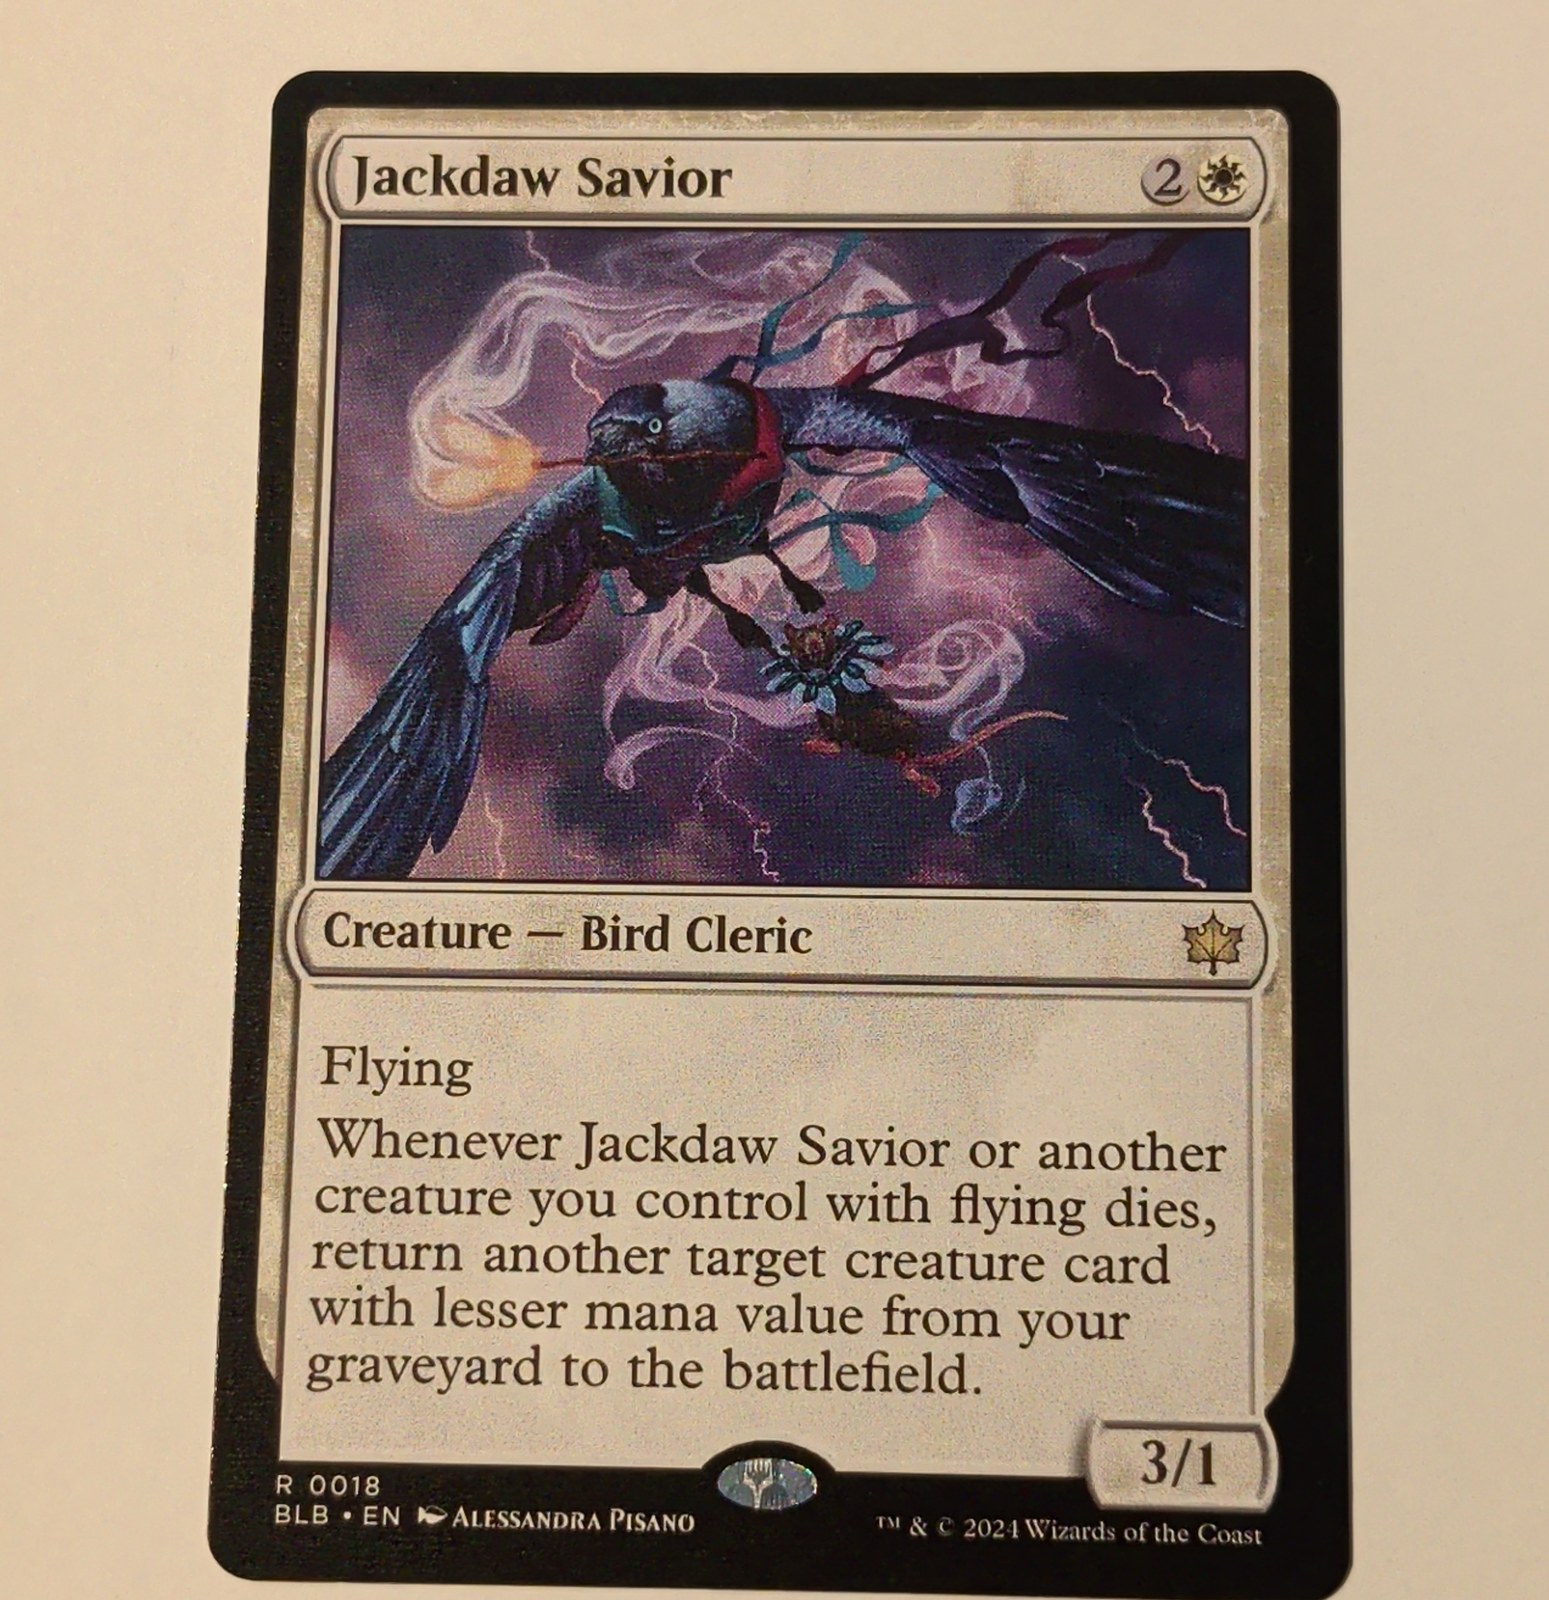 Jackdaw Savior 2
Creature — Bird Cleric
Flying
Whenever Jackdaw Savior or another
creature you control with flying dies,
return another target creature card
with lesser mana value from your
graveyard to the battlefield.
3/1
R 0018
BLB • EN ALESSANDRA PISANO
™ & © 2024 Wizards of the Coast